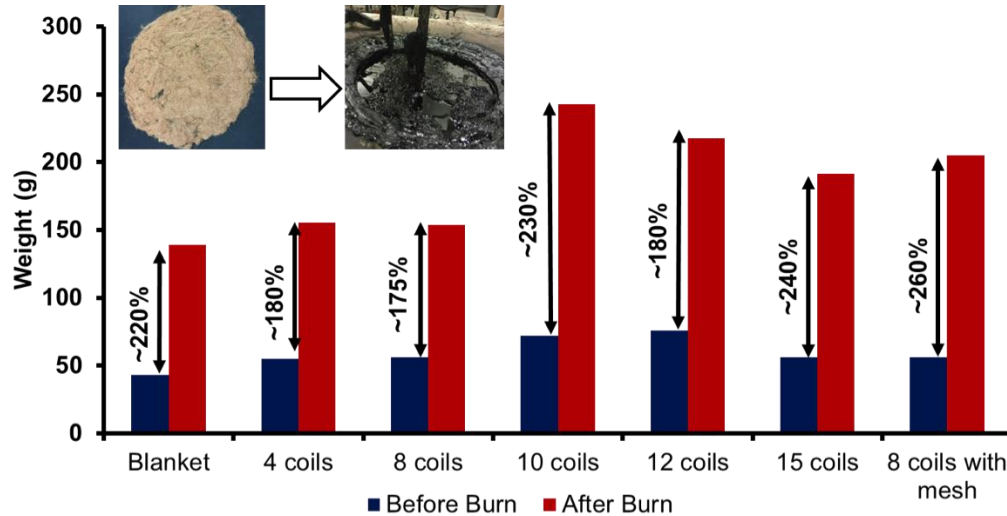 300
250
200
150
100
50
0
Weight (g)
~220%
~180%
~175%
~230%
~180%
~240%
~260%
Blanket
4 coils
8 coils
10 coils
12 coils
15 coils
8 coils with
mesh
Before Burn
After Burn